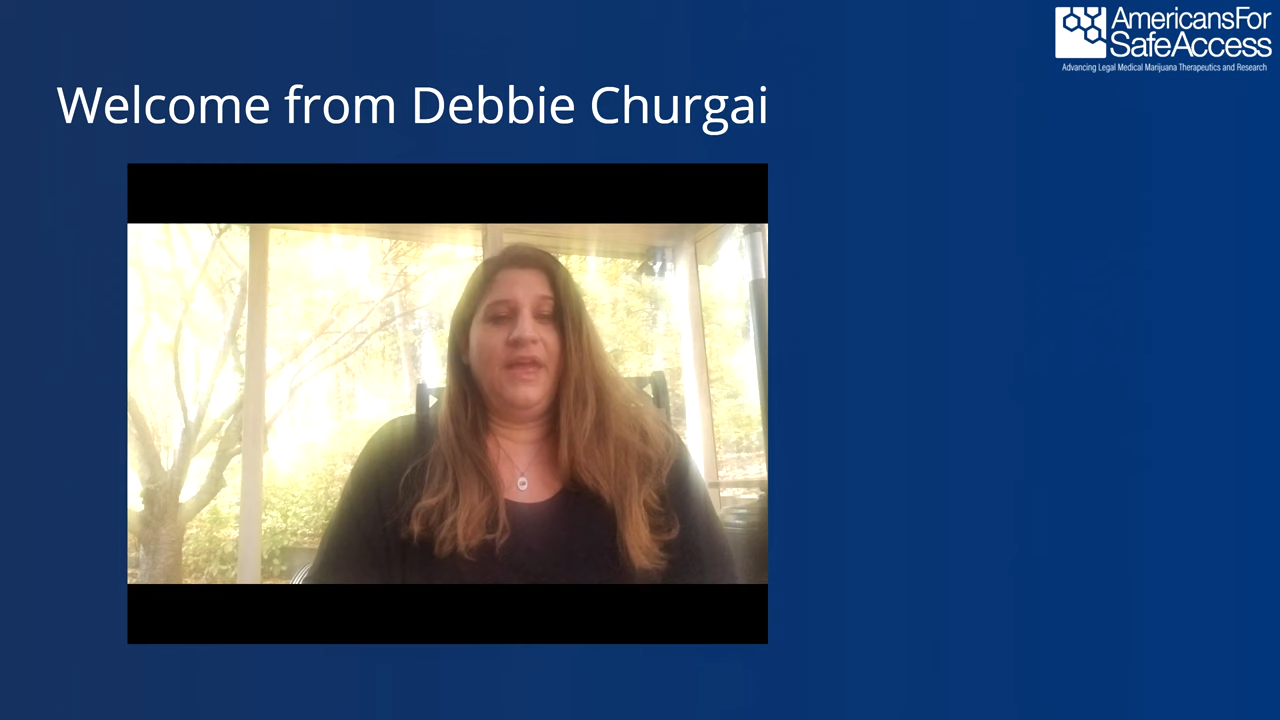 AmericansFor
SafeAccess
Advancing Legal Medical Marijuana Therapeutics and Research
Welcome from Debbie Churgai